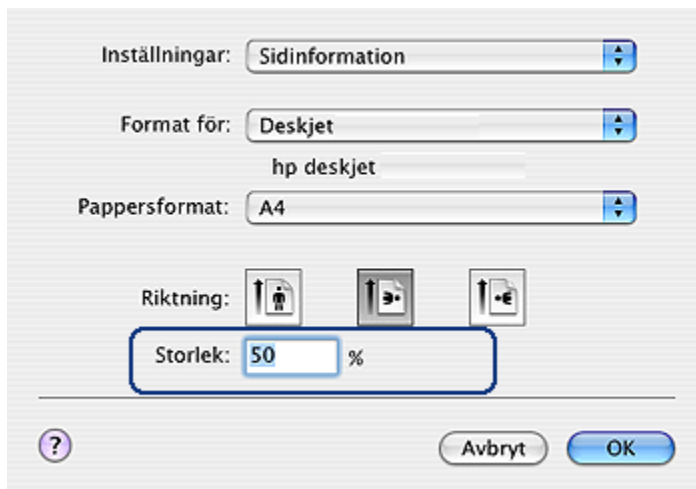 Inställningar: Sidinformation
Format för: Deskjet
hp deskjet
Pappersformat: A4
Riktning:
Storlek: 50 %
? Avbryt OK